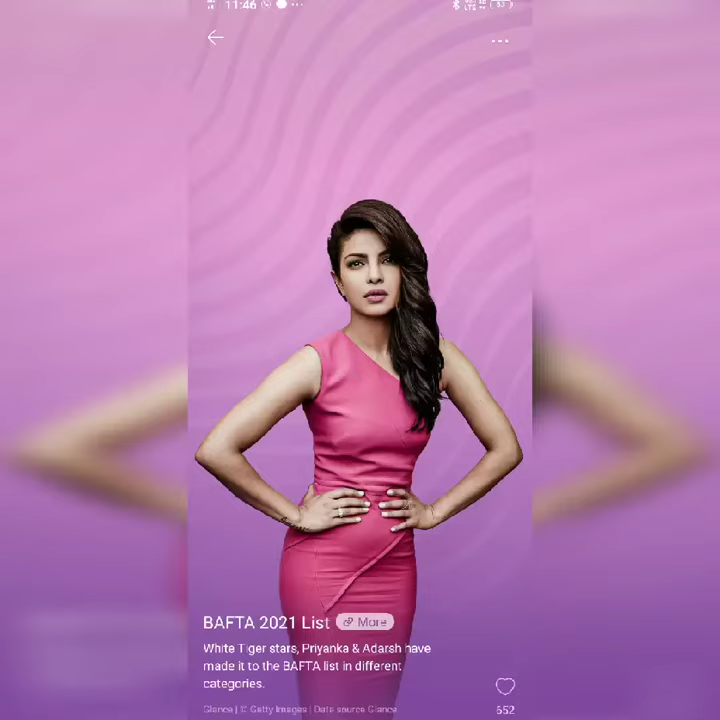 11:46
BAFTA 2021 List More
White Tiger stars, Priyanka & Adarsh have
made it to the BAFTA list in different
categories.
Glance | © Getty Images | Data source Glance
652